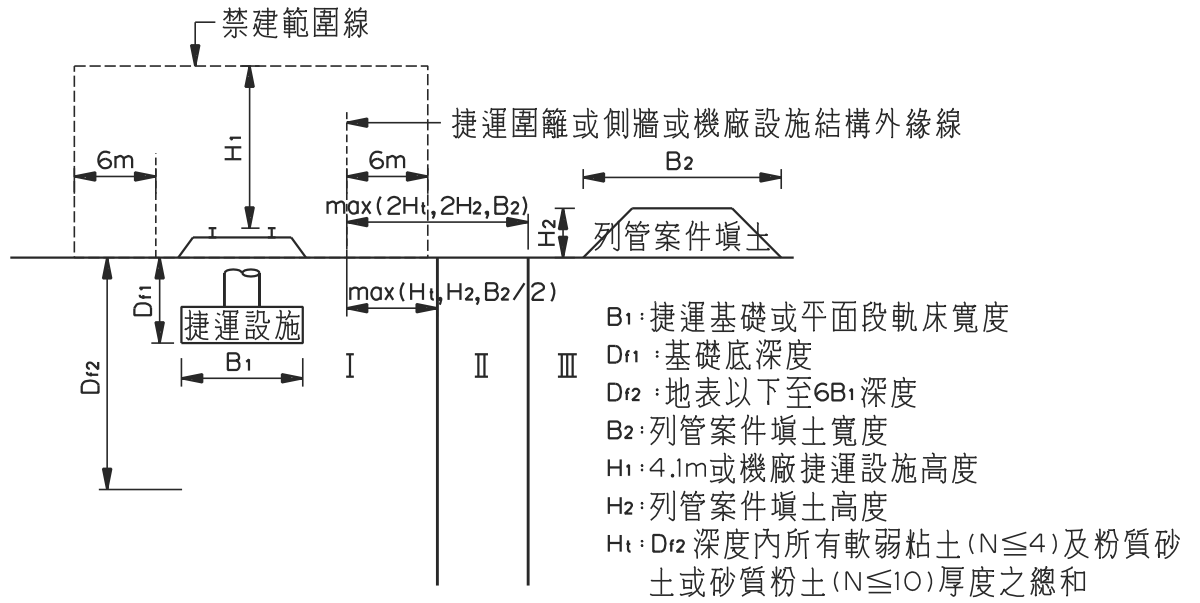 禁建範圍線
捷運圍籬或側牆或機廠設施結構外緣線
6m
H1
6m
B2
max(2Ht,2H2,B2)
H2
列管案件填土
Df1
max(Ht,H2,B2/2)
捷運設施
B1
Df2
I
II
III
B1:捷運基礎或平面段軌床寬度
Df1:基礎底深度
Df2:地表以下至6B1深度
B2:列管案件填土寬度
H1:4.1m或機廠捷運設施高度
H2:列管案件填土高度
Ht:Df2深度內所有軟弱粘土(N≦4)及粉質砂
土或砂質粉土(N≦10)厚度之總和